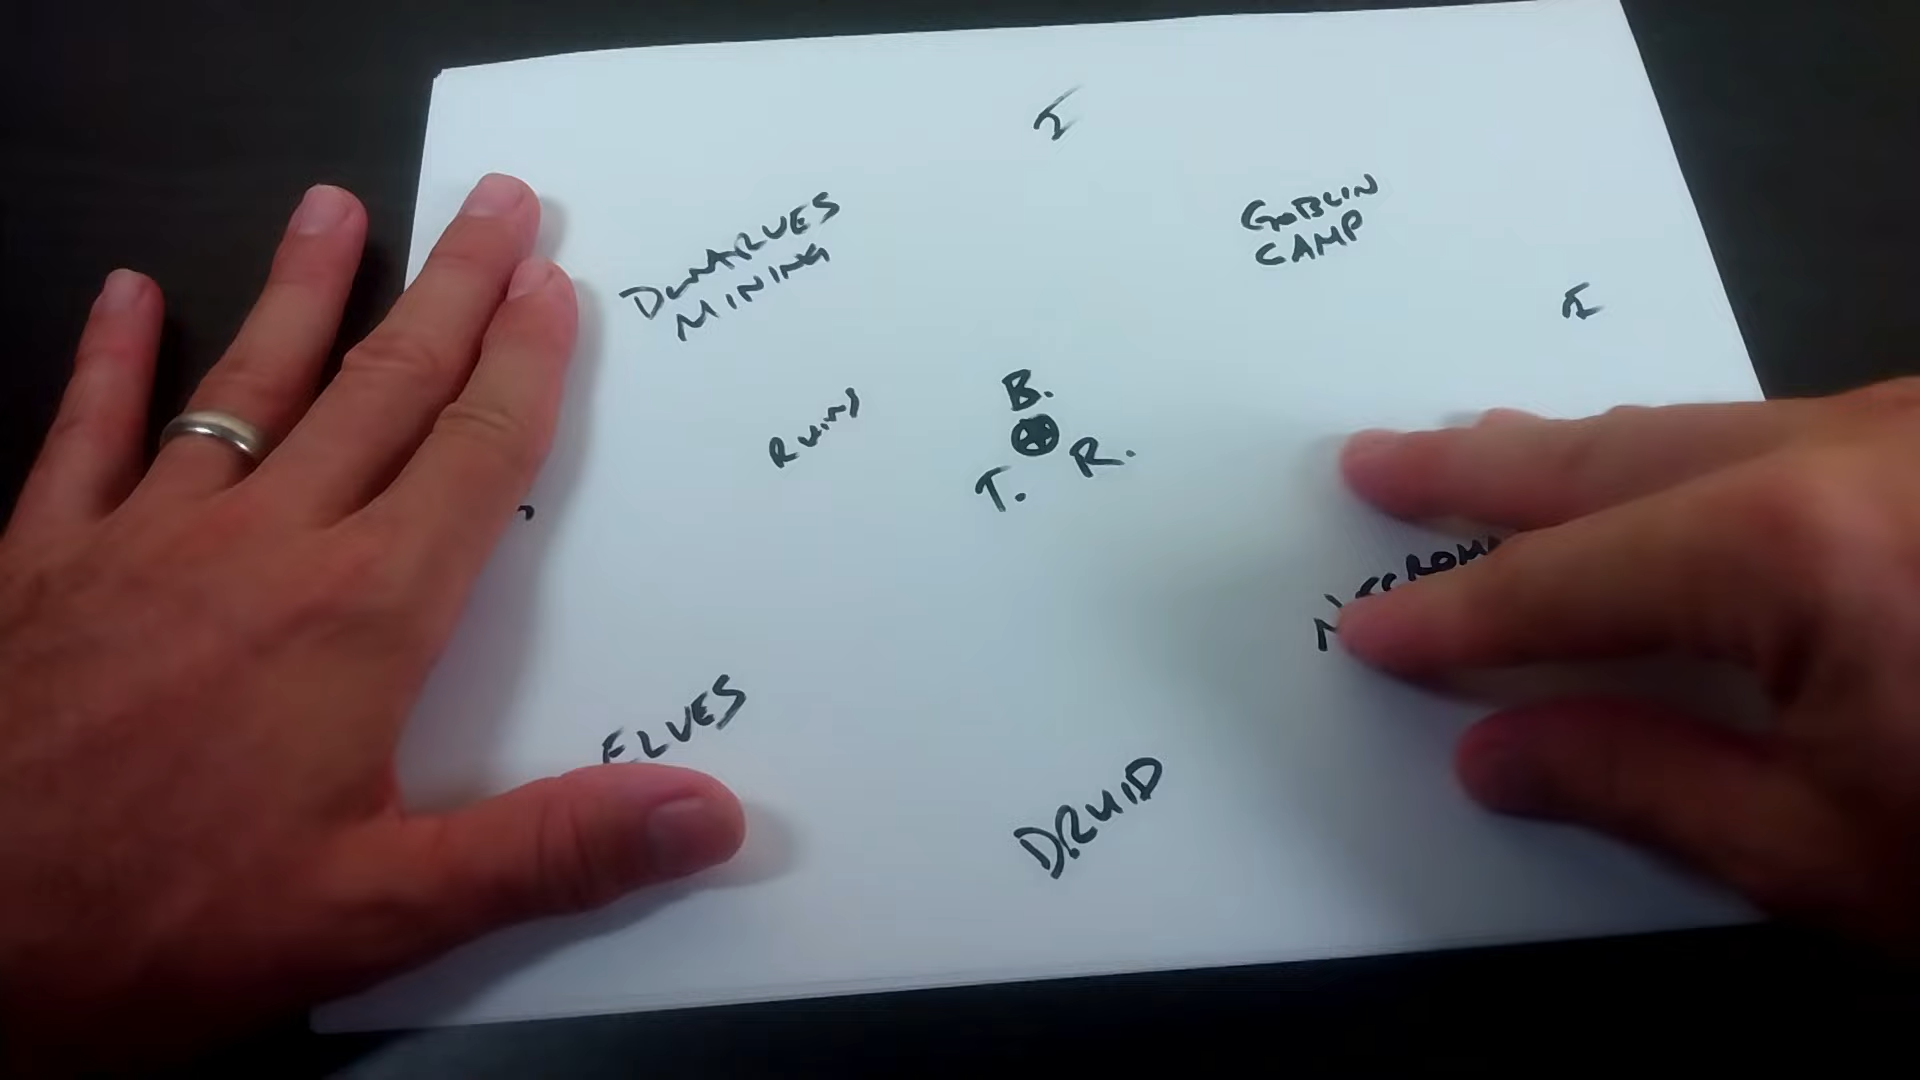 I
DWARVES
MINING
GOBLIN
CAMP
I
RUINS
B.
T. R.
ELVES
DRUID